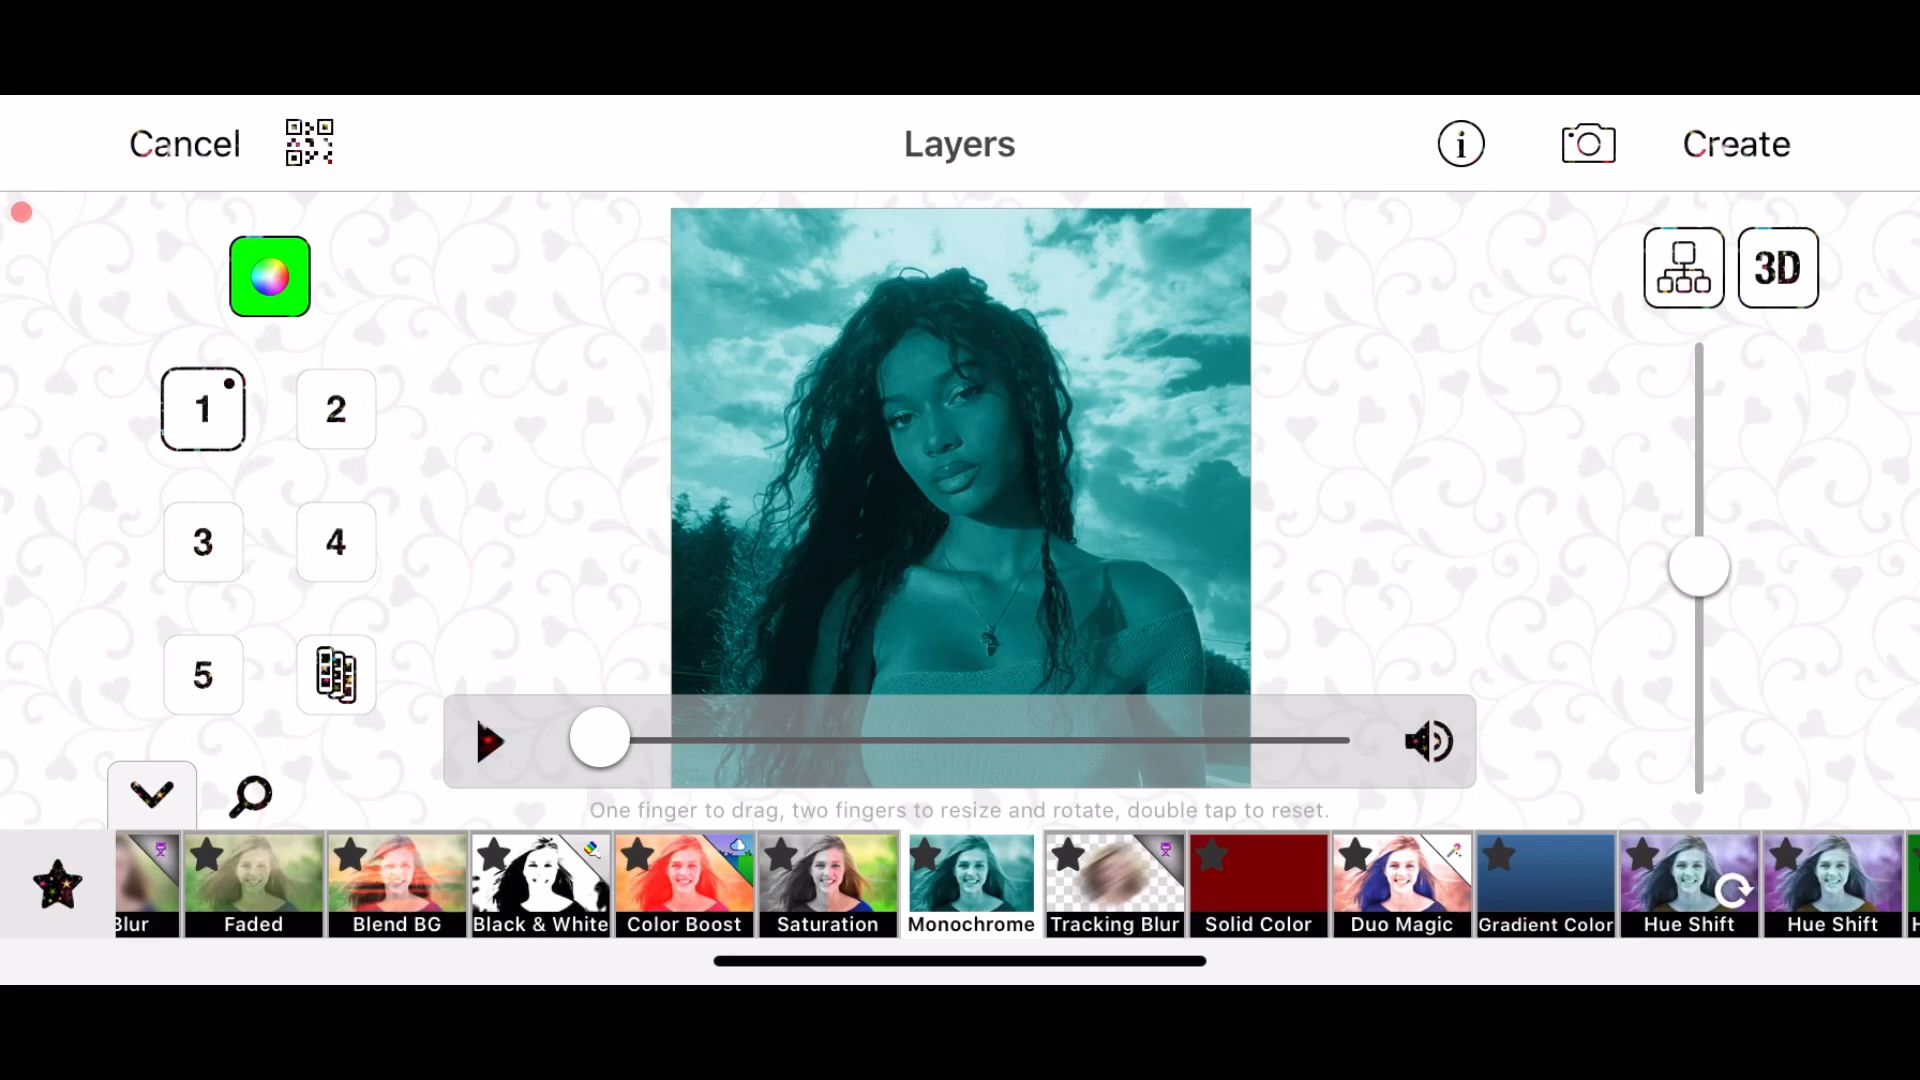 Cancel
Layers
i
Create
3D
1
2
3
4
5
One finger to drag, two fingers to resize and rotate, double tap to reset.
Blur
Faded
Blend BG
Black & White
Color Boost
Saturation
Monochrome
Tracking Blur
Solid Color
Duo Magic
Gradient Color
Hue Shift
Hue Shift